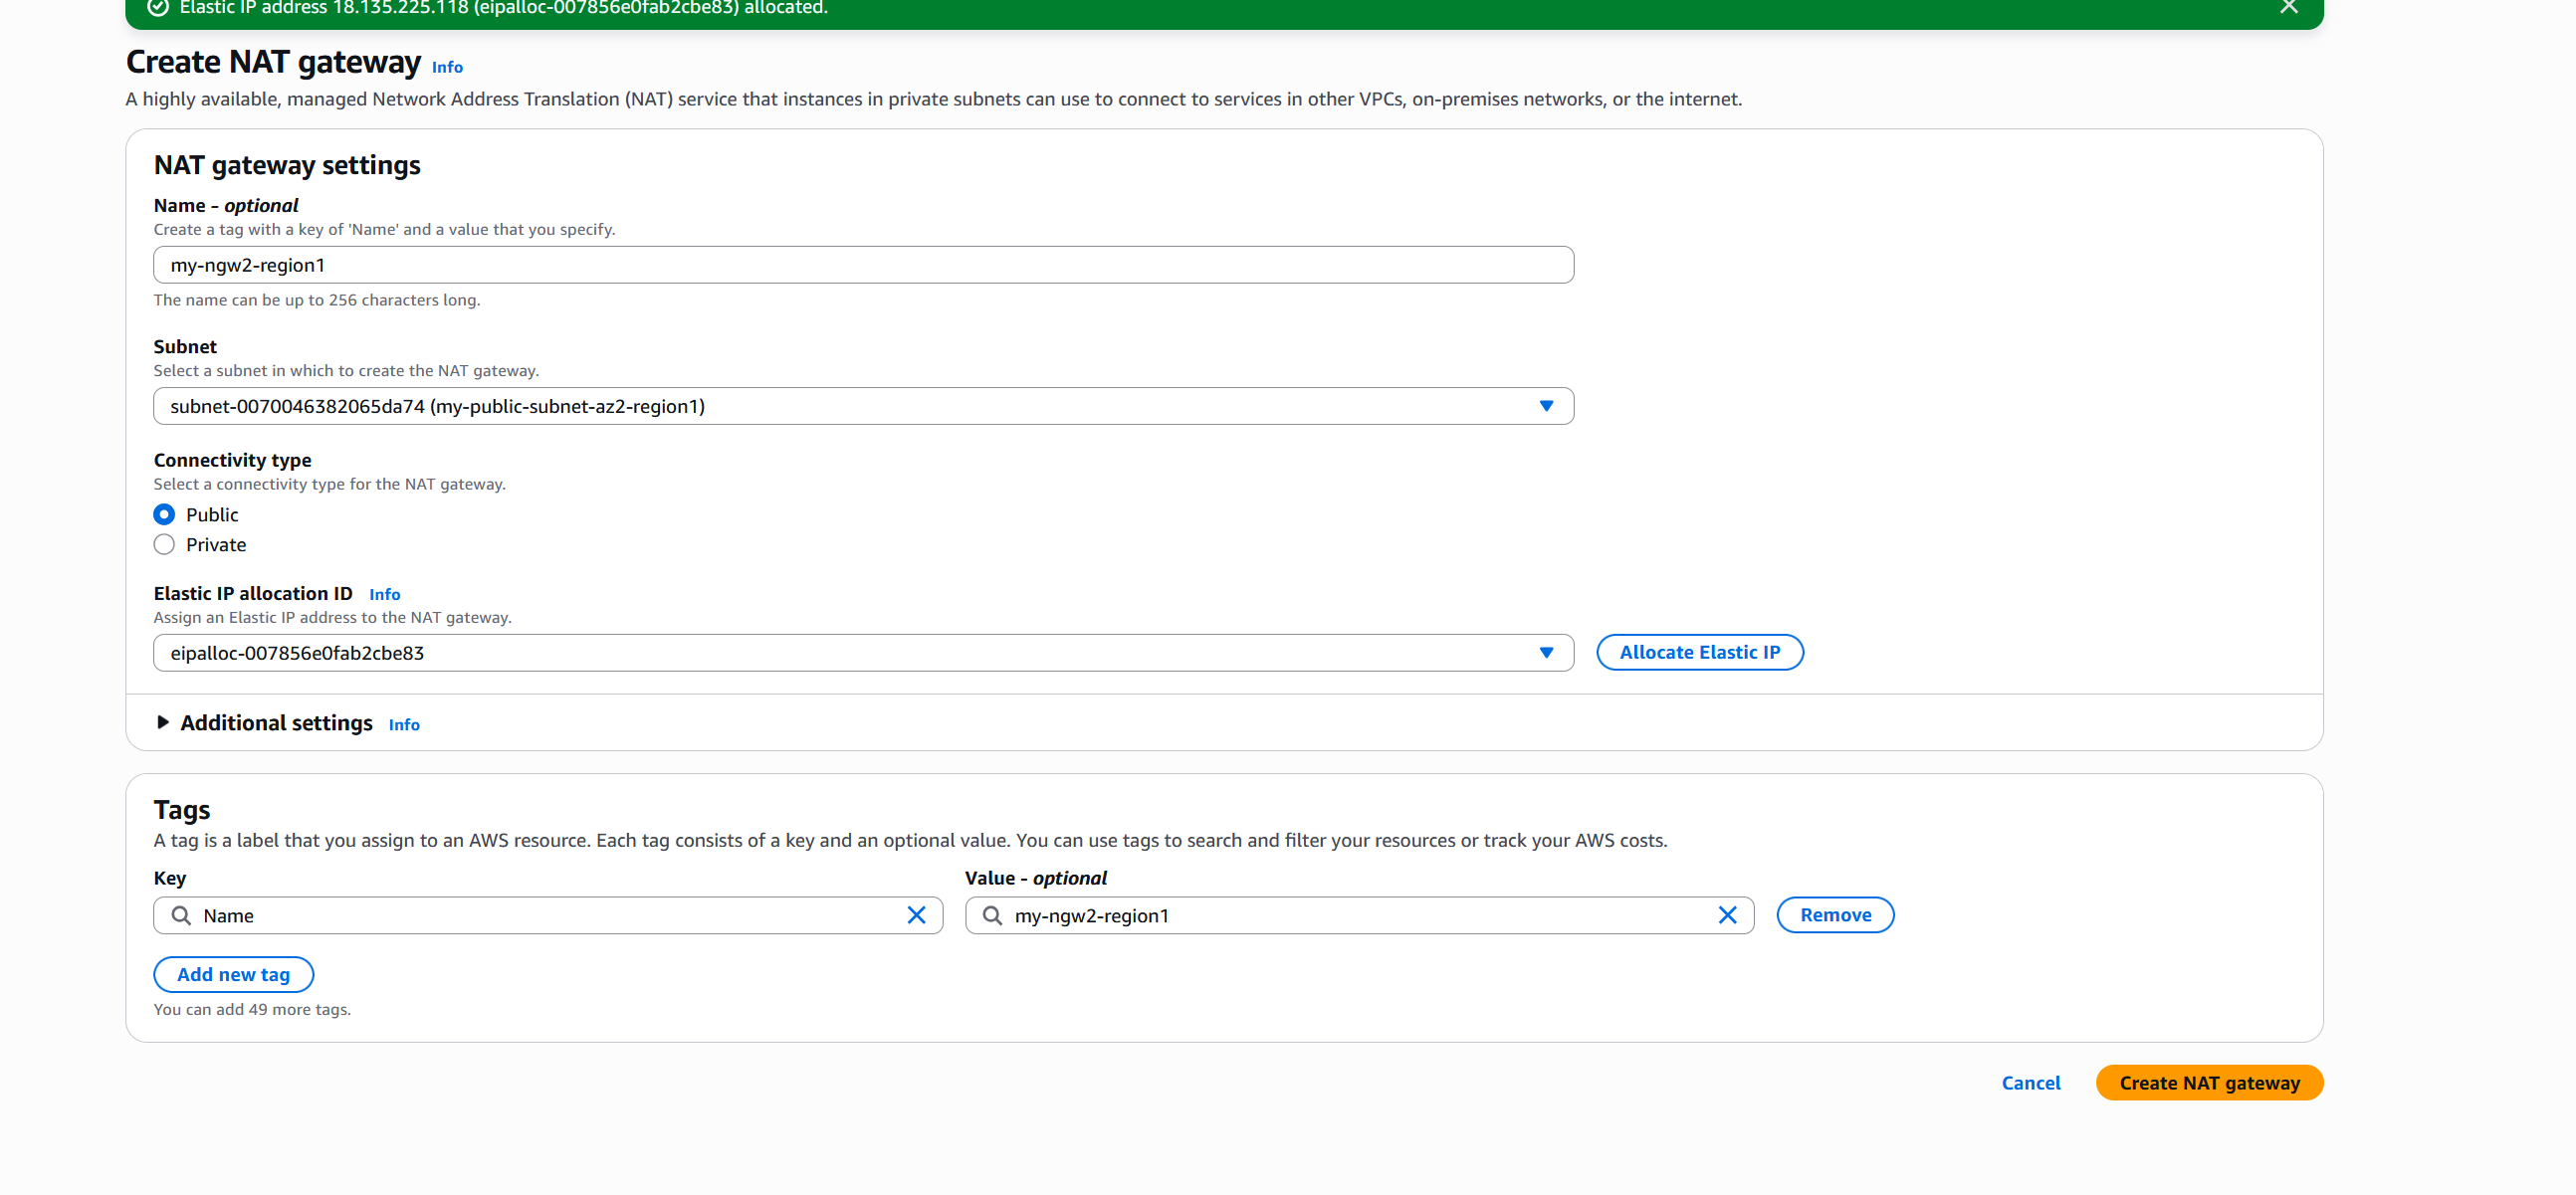 Elastic IP address 18.135.225.118 (eipalloc-007856e0fab2cbe83) allocated.
Create NAT gateway Info
A highly available, managed Network Address Translation (NAT) service that instances in private subnets can use to connect to services in other VPCs, on-premises networks, or the internet.
NAT gateway settings
Name - optional
Create a tag with a key of 'Name' and a value that you specify.
my-ngw2-region1
The name can be up to 256 characters long.
Subnet
Select a subnet in which to create the NAT gateway.
subnet-0070046382065da74 (my-public-subnet-az2-region1)
Connectivity type
Select a connectivity type for the NAT gateway.
Public
Private
Elastic IP allocation ID Info
Assign an Elastic IP address to the NAT gateway.
eipalloc-007856e0fab2cbe83 Allocate Elastic IP
Additional settings Info
Tags
A tag is a label that you assign to an AWS resource. Each tag consists of a key and an optional value. You can use tags to search and filter your resources or track your AWS costs.
Key Value - optional
Name my-ngw2-region1 Remove
Add new tag
You can add 49 more tags.
Cancel Create NAT gateway